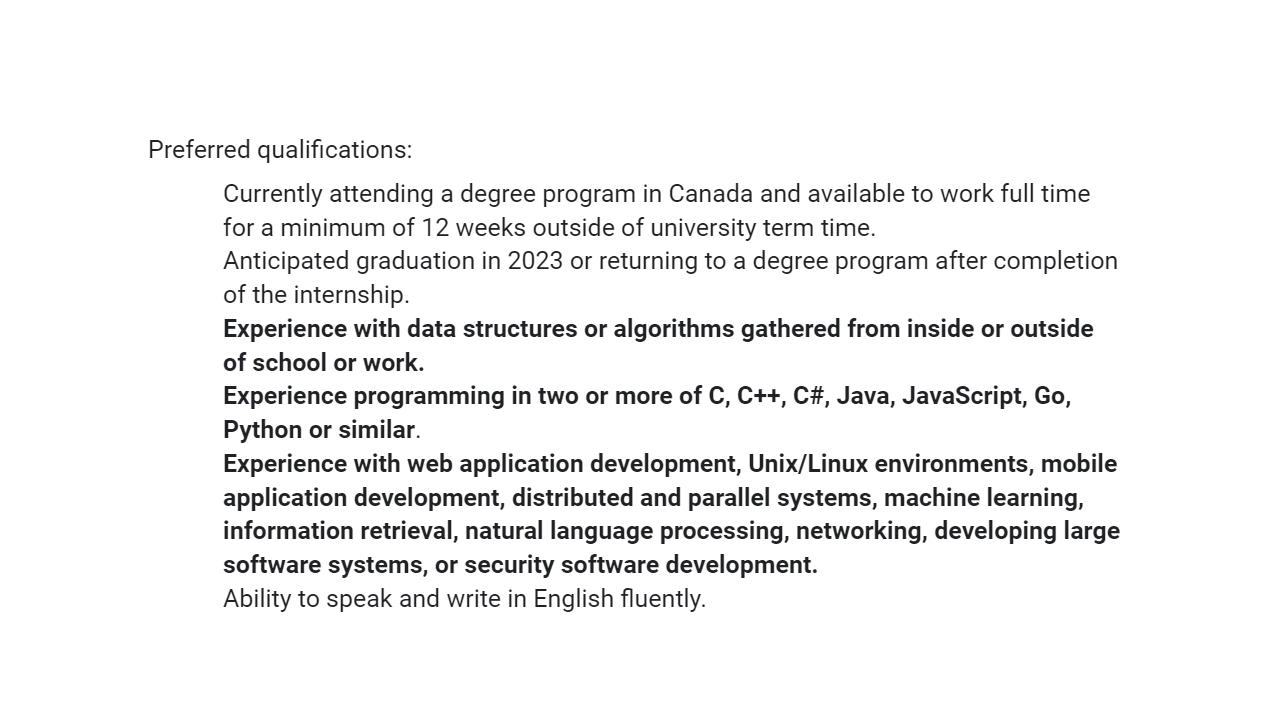 Preferred qualifications:
Currently attending a degree program in Canada and available to work full time
for a minimum of 12 weeks outside of university term time.
Anticipated graduation in 2023 or returning to a degree program after completion
of the internship.
Experience with data structures or algorithms gathered from inside or outside
of school or work.
Experience programming in two or more of C, C++, C#, Java, JavaScript, Go,
Python or similar.
Experience with web application development, Unix/Linux environments, mobile
application development, distributed and parallel systems, machine learning,
information retrieval, natural language processing, networking, developing large
software systems, or security software development.
Ability to speak and write in English fluently.